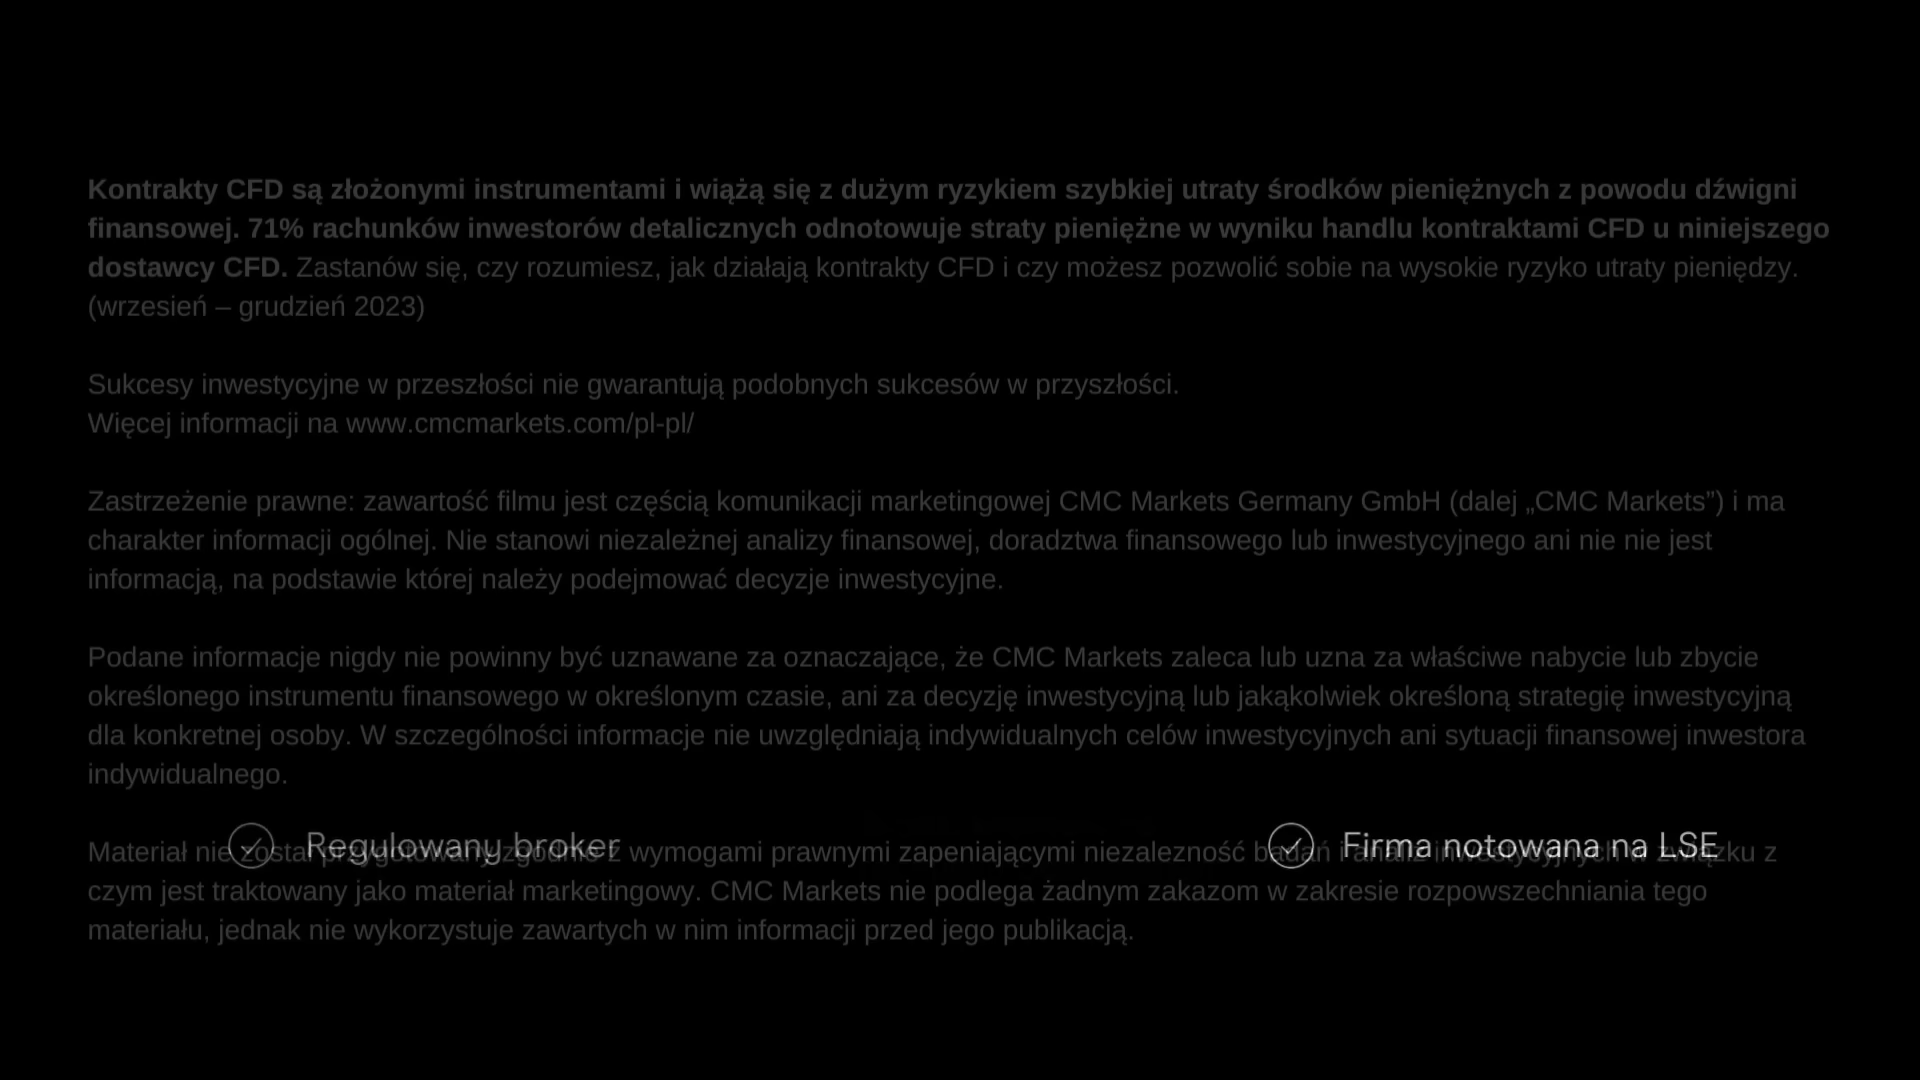 Kontrakty CFD są złożonymi instrumentami i wiążą się z dużym ryzykiem szybkiej utraty środków pieniężnych z powodu dźwigni
finansowej. 71% rachunków inwestorów detalicznych odnotowuje straty pieniężne w wyniku handlu kontraktami CFD u niniejszego
dostawcy CFD. Zastanów się, czy rozumiesz, jak działają kontrakty CFD i czy możesz pozwolić sobie na wysokie ryzyko utraty pieniędzy.
(wrzesień – grudzień 2023)
Sukcesy inwestycyjne w przeszłości nie gwarantują podobnych sukcesów w przyszłości.
Więcej informacji na www.cmcmarkets.com/pl-pl/
Zastrzeżenie prawne: zawartość filmu jest częścią komunikacji marketingowej CMC Markets Germany GmbH (dalej „CMC Markets”) i ma
charakter informacji ogólnej. Nie stanowi niezależnej analizy finansowej, doradztwa finansowego lub inwestycyjnego ani nie nie jest
informacją, na podstawie której należy podejmować decyzje inwestycyjne.
Podane informacje nigdy nie powinny być uznawane za oznaczające, że CMC Markets zaleca lub uzna za właściwe nabycie lub zbycie
określonego instrumentu finansowego w określonym czasie, ani za decyzję inwestycyjną lub jakąkolwiek określoną strategię inwestycyjną
dla konkretnej osoby. W szczególności informacje nie uwzględniają indywidualnych celów inwestycyjnych ani sytuacji finansowej inwestora
indywidualnego.
Regulowany broker
Firma notowana na LSE
Materiał nie został przygotowany zgodnie z wymogami prawnymi zapeniającymi niezalezność badań i analiz inwestycyjnych w związku z
czym jest traktowany jako materiał marketingowy. CMC Markets nie podlega żadnym zakazom w zakresie rozpowszechniania tego
materiału, jednak nie wykorzystuje zawartych w nim informacji przed jego publikacją.